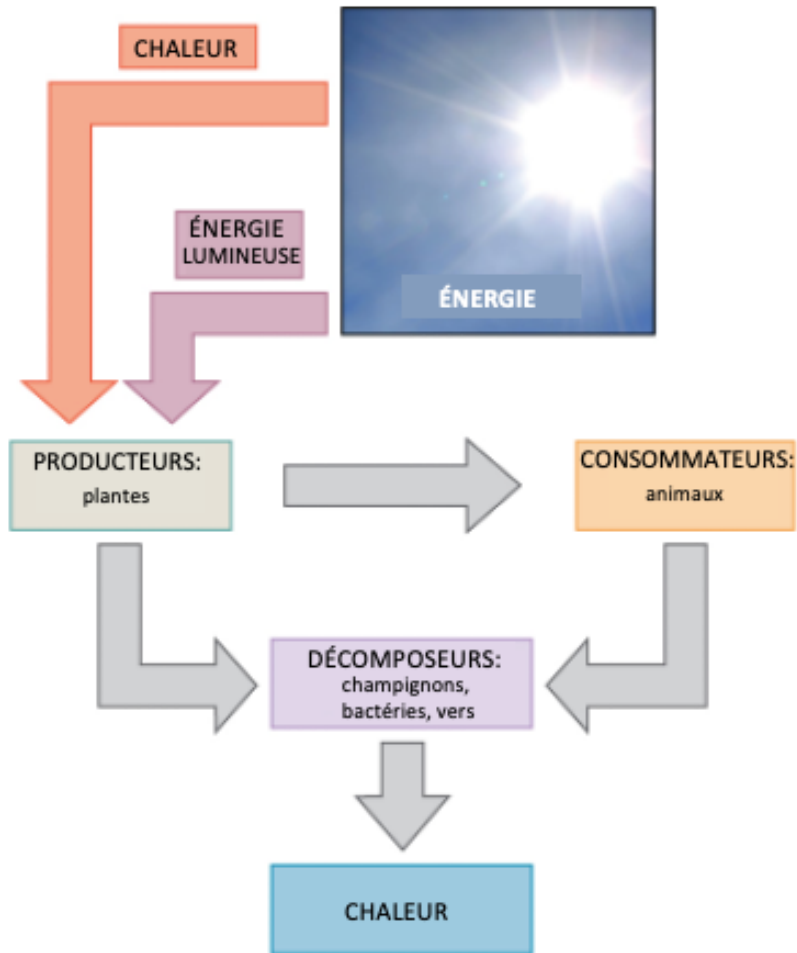 CHALEUR
ÉNERGIE
LUMINEUSE
ÉNERGIE
PRODUCTEURS:
plantes
CONSOMMATEURS:
animaux
DÉCOMPOSEURS:
champignons,
bactéries, vers
CHALEUR